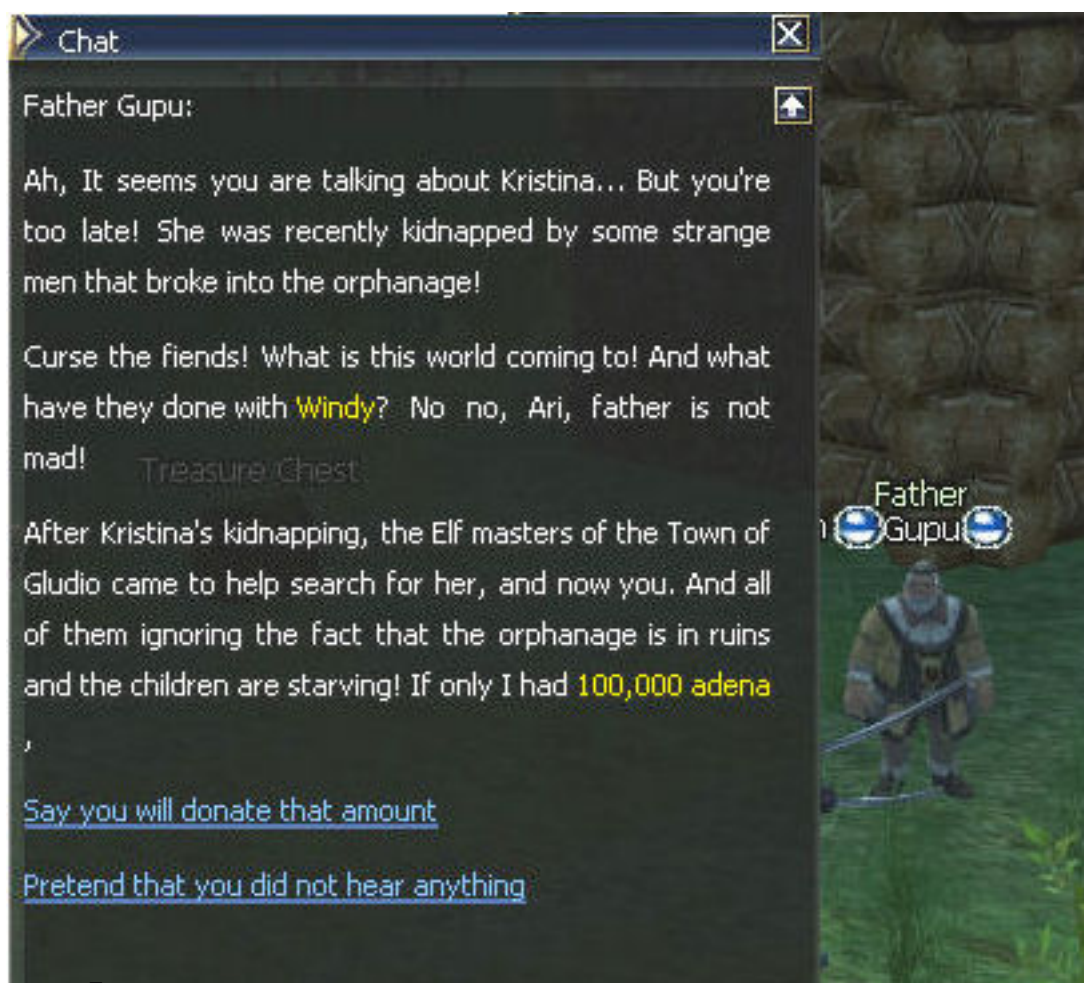 Chat
Father Gupu:
Ah, It seems you are talking about Kristina... But you're
too late! She was recently kidnapped by some strange
men that broke into the orphanage!
Curse the fiends! What is this world coming to! And what
have they done with Windy? No no, Ari, father is not
mad!
Treasure Chest
After Kristina's kidnapping, the Elf masters of the Town of
Gludio came to help search for her, and now you. And all
of them ignoring the fact that the orphanage is in ruins
and the children are starving! If only I had 100,000 adena
,
Say you will donate that amount
Pretend that you did not hear anything
Father
Gupu